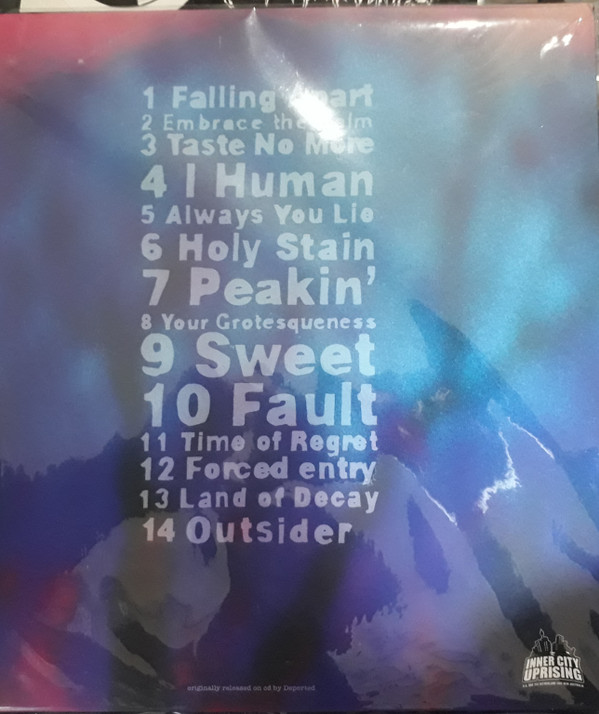 1 Falling Apart
2 Embrace the Calm
3 Taste No More
4 I Human
5 Always You Lie
6 Holy Stain
7 Peakin'
8 Your Grotesqueness
9 Sweet
10 Fault
11 Time of Regret
12 Forced entry
13 Land of Decay
14 Outsider
INNER CITY
UPRISING
originally released on cd by Deported